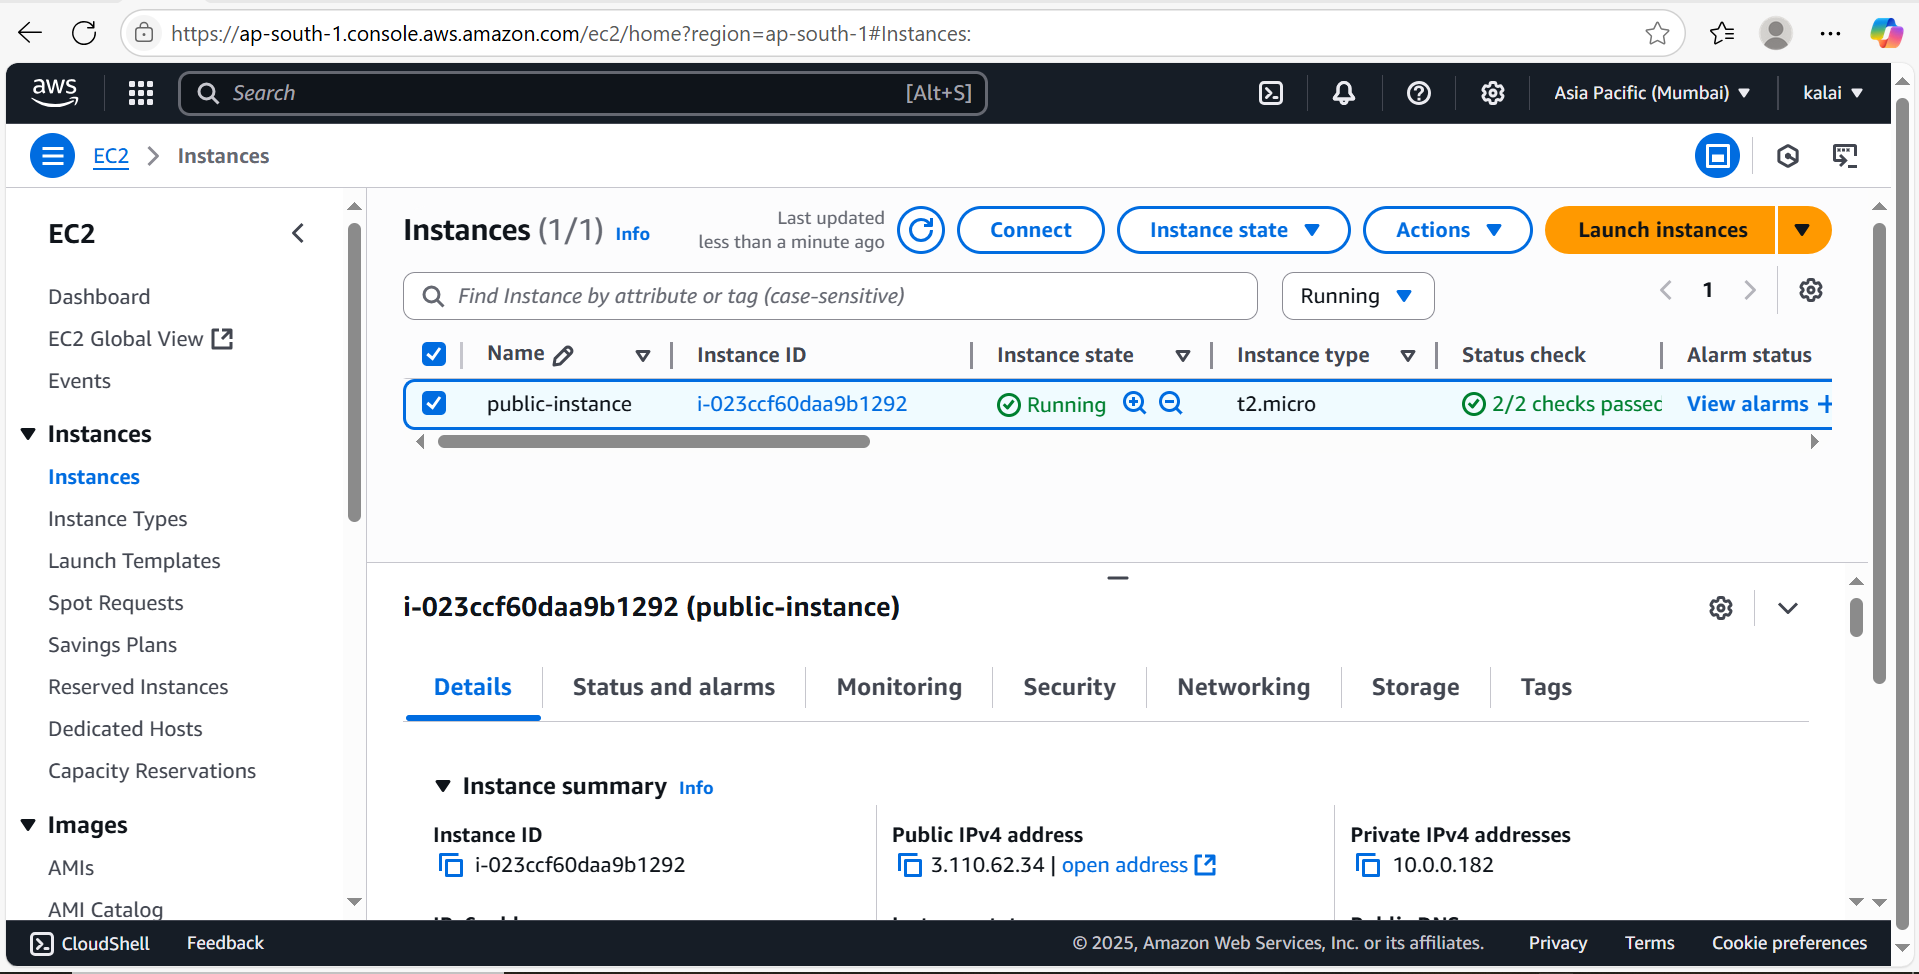 https://ap-south-1.console.aws.amazon.com/ec2/home?region=ap-south-1#Instances:
aws
Search
[Alt+S]
Asia Pacific (Mumbai)
kalai
EC2
Instances
EC2
Dashboard
EC2 Global View
Events
Instances
Instances
Instance Types
Launch Templates
Spot Requests
Savings Plans
Reserved Instances
Dedicated Hosts
Capacity Reservations
Images
AMIs
AMI Catalog
Instances (1/1) Info
Last updated
less than a minute ago
Connect
Instance state
Actions
Launch instances
Find Instance by attribute or tag (case-sensitive)
Running
1
Name
Instance ID
Instance state
Instance type
Status check
Alarm status
public-instance
i-023ccf60daa9b1292
Running
t2.micro
2/2 checks passed
View alarms +
i-023ccf60daa9b1292 (public-instance)
Details
Status and alarms
Monitoring
Security
Networking
Storage
Tags
Instance summary Info
Instance ID
i-023ccf60daa9b1292
Public IPv4 address
3.110.62.34 | open address
Private IPv4 addresses
10.0.0.182
CloudShell
Feedback
© 2025, Amazon Web Services, Inc. or its affiliates.
Privacy
Terms
Cookie preferences